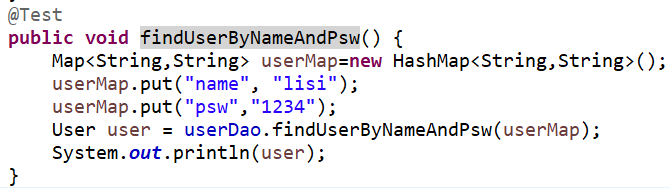 @Test
public void findUserByNameAndPsw() {
Map<String,String> userMap=new HashMap<String,String>();
userMap.put("name", "lisi");
userMap.put("psw","1234");
User user = userDao.findUserByNameAndPsw(userMap);
System.out.println(user);
}